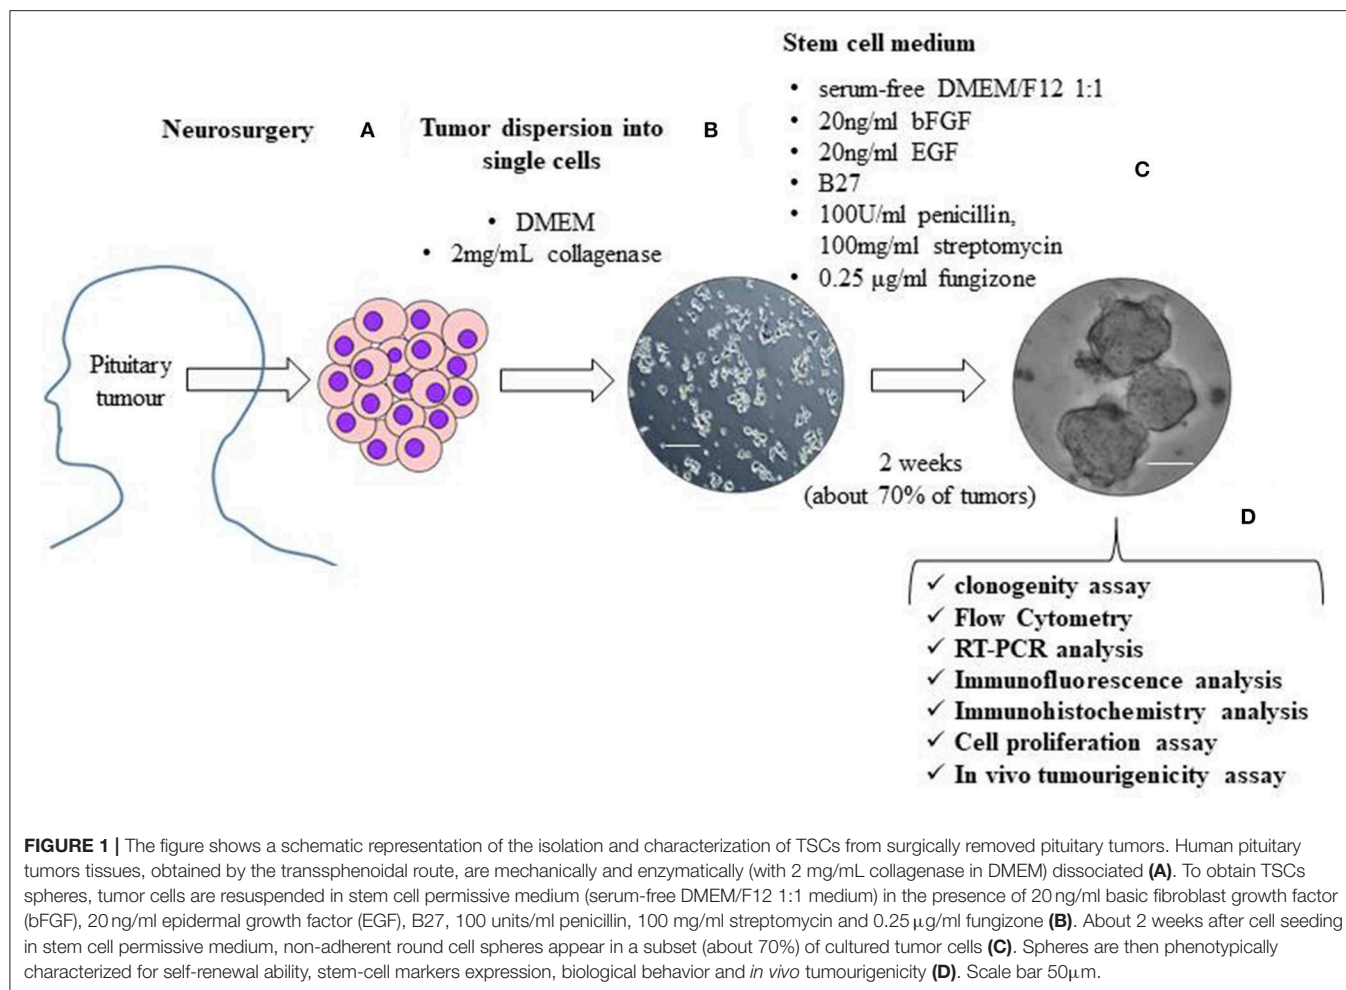 Neurosurgery
A
Tumor dispersion into
single cells
• DMEM
• 2mg/mL collagenase
B
Stem cell medium
• serum-free DMEM/F12 1:1
• 20ng/ml bFGF
• 20ng/ml EGF
• B27
• 100U/ml penicillin,
100mg/ml streptomycin
• 0.25 µg/ml fungizone
C
Pituitary
tumour
2 weeks
(about 70% of tumors)
D
✓ clonogenity assay
✓ Flow Cytometry
✓ RT-PCR analysis
✓ Immunofluorescence analysis
✓ Immunohistochemistry analysis
✓ Cell proliferation assay
✓ In vivo tumourigenicity assay
FIGURE 1 | The figure shows a schematic representation of the isolation and characterization of TSCs from surgically removed pituitary tumors. Human pituitary
tumors tissues, obtained by the transsphenoidal route, are mechanically and enzymatically (with 2 mg/mL collagenase in DMEM) dissociated (A). To obtain TSCs
spheres, tumor cells are resuspended in stem cell permissive medium (serum-free DMEM/F12 1:1 medium) in the presence of 20 ng/ml basic fibroblast growth factor
(bFGF), 20 ng/ml epidermal growth factor (EGF), B27, 100 units/ml penicillin, 100 mg/ml streptomycin and 0.25 µg/ml fungizone (B). About 2 weeks after cell seeding
in stem cell permissive medium, non-adherent round cell spheres appear in a subset (about 70%) of cultured tumor cells (C). Spheres are then phenotypically
characterized for self-renewal ability, stem-cell markers expression, biological behavior and in vivo tumourigenicity (D). Scale bar 50µm.